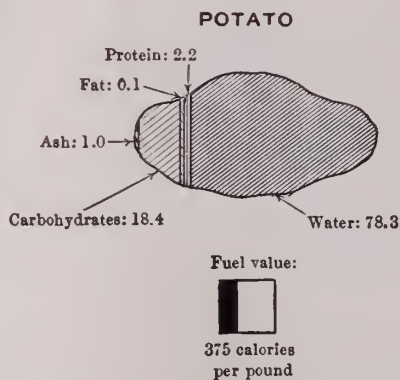 POTATO
Protein: 2.2
Fat: 0.1
Ash: 1.0
Carbohydrates: 18.4
Water: 78.3
Fuel value:
375 calories
per pound